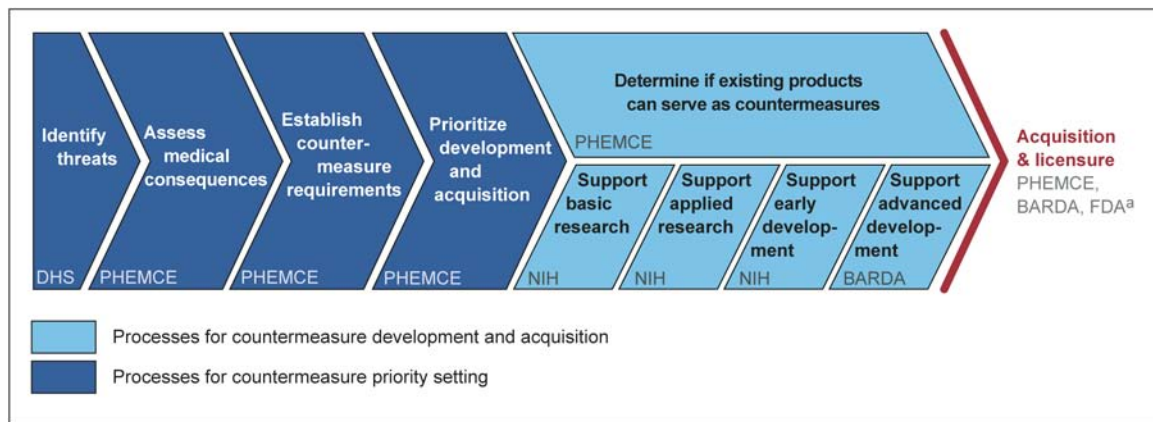 Identify
threats
DHS
Assess
medical
consequences
PHEMCE
Establish
counter-
measure
requirements
PHEMCE
Prioritize
development
and
acquisition
PHEMCE
Determine if existing products
can serve as countermeasures
PHEMCE
Support
basic
research
NIH
Support
applied
research
NIH
Support
early
develop-
ment
NIH
Support
advanced
develop-
ment
BARDA
Acquisition
& licensure
PHEMCE,
BARDA, FDAᵃ
Processes for countermeasure development and acquisition
Processes for countermeasure priority setting